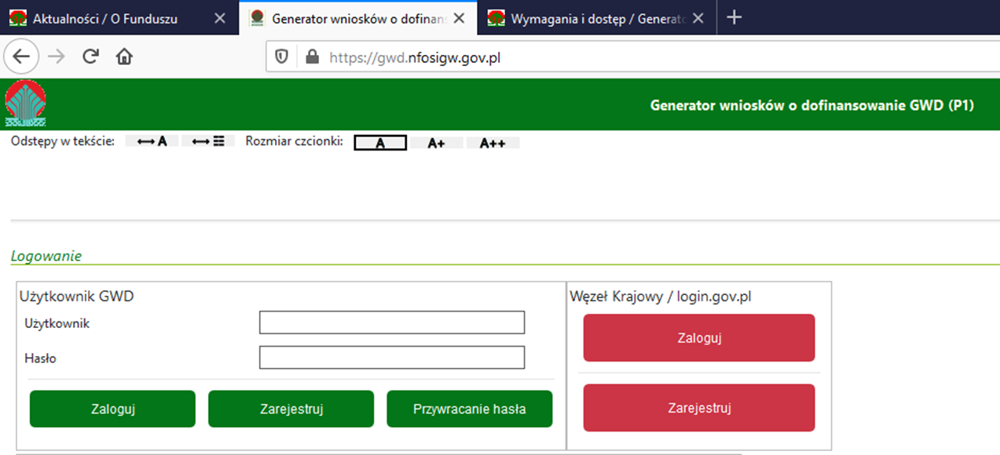 Aktualności / O Funduszu
Generator wniosków o dofinans
Wymagania i dostęp / Generato
https://gwd.nfosigw.gov.pl
Generator wniosków o dofinansowanie GWD (P1)
Odstępy w tekście: A Rozmiar czcionki: A A+ A++
Logowanie
Użytkownik GWD
Użytkownik
Hasło
Zaloguj Zarejestruj Przywracanie hasła
Węzeł Krajowy / login.gov.pl
Zaloguj
Zarejestruj